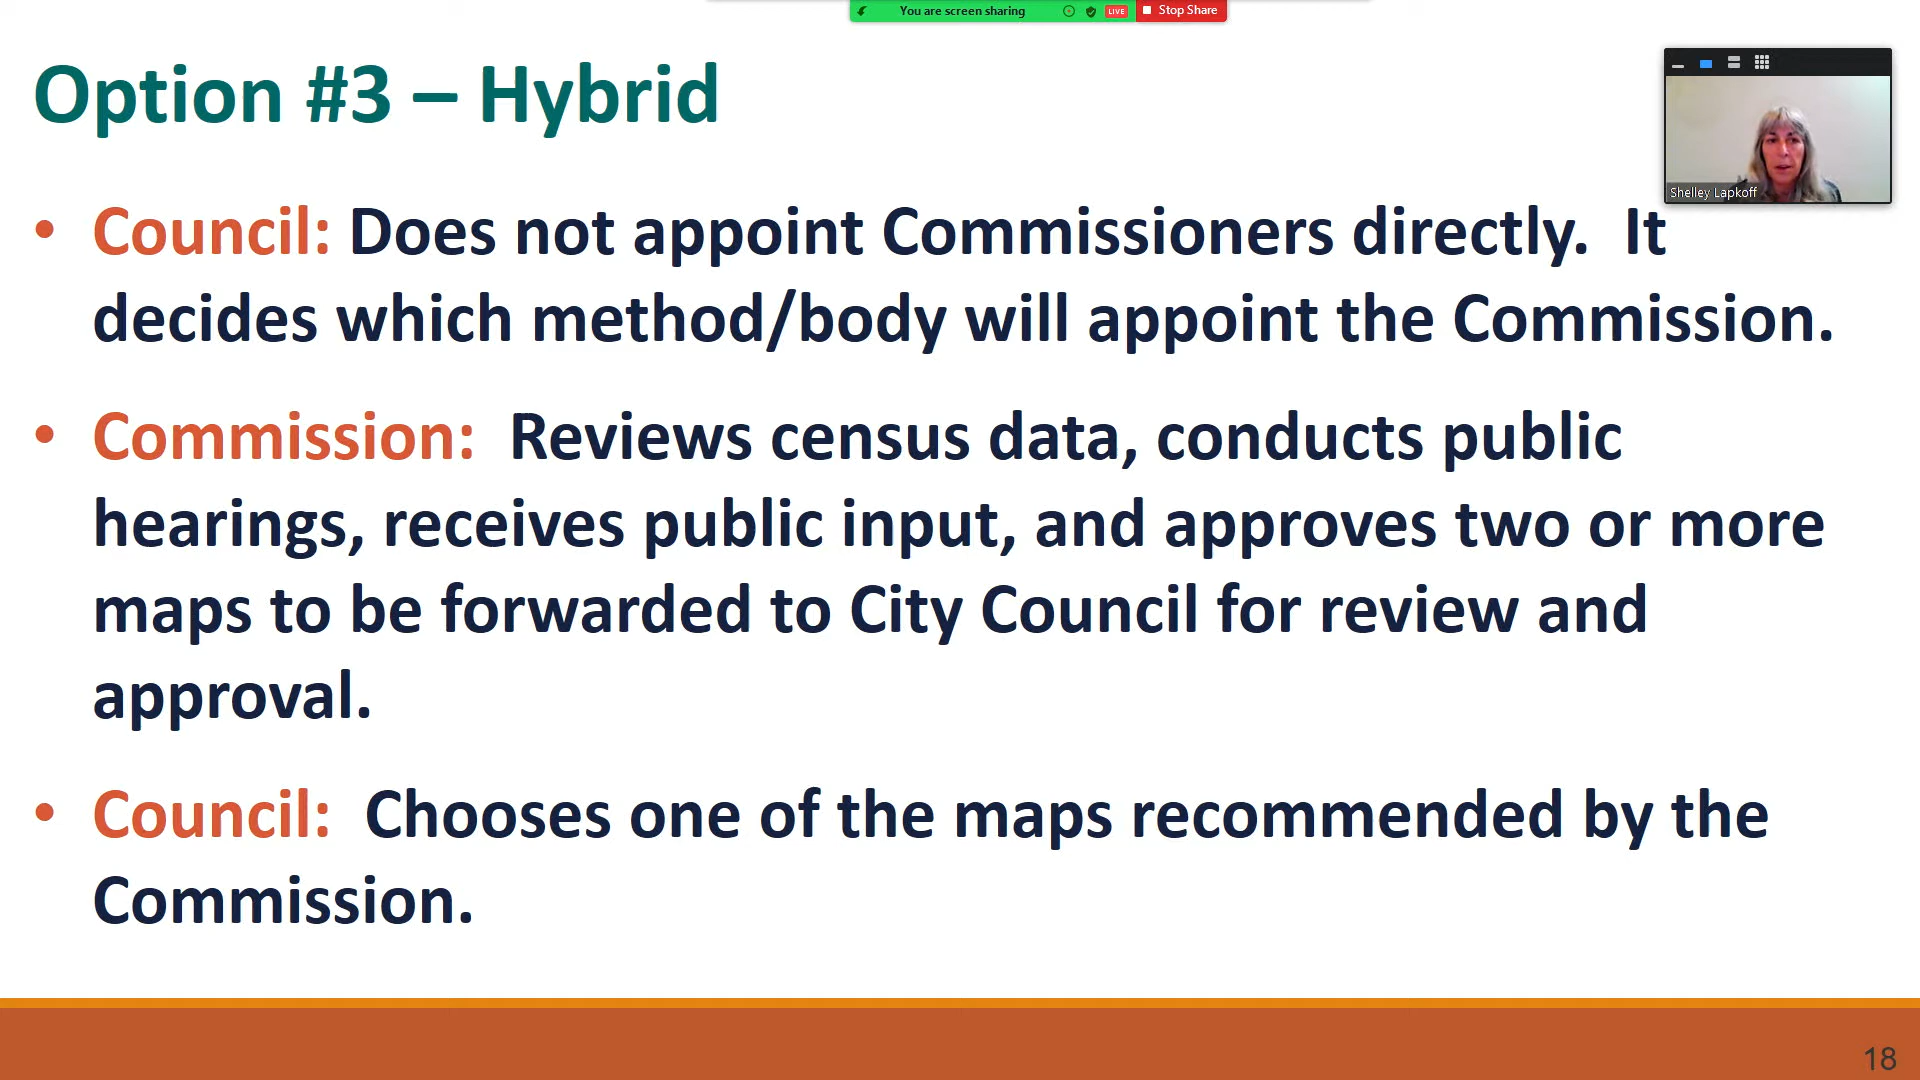 You are screen sharing LIVE Stop Share
Option #3 – Hybrid
Shelley Lapkoff
• Council: Does not appoint Commissioners directly. It
decides which method/body will appoint the Commission.
• Commission: Reviews census data, conducts public
hearings, receives public input, and approves two or more
maps to be forwarded to City Council for review and
approval.
• Council: Chooses one of the maps recommended by the
Commission.
18